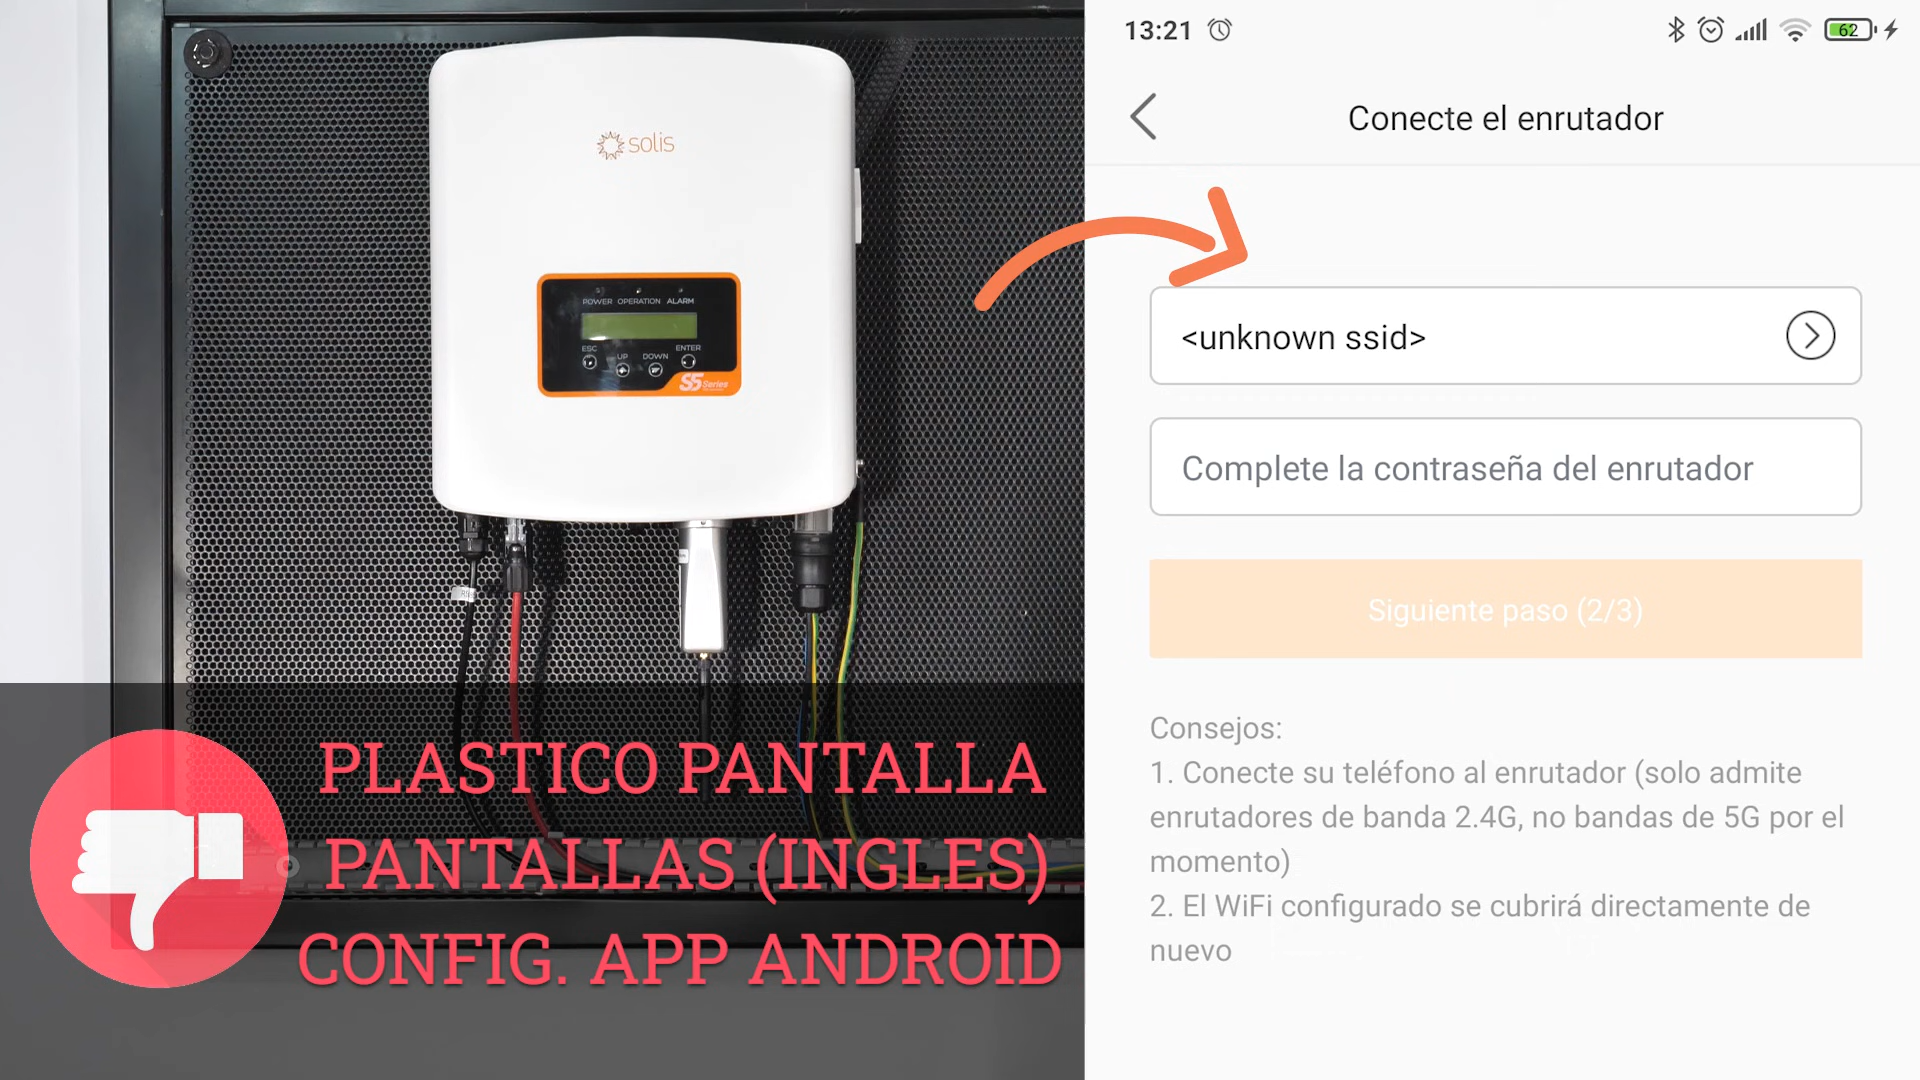 solis
POWER OPERATION ALARM
ESC UP DOWN ENTER
S5 Series
PLASTICO PANTALLA
PANTALLAS (INGLES)
CONFIG. APP ANDROID
13:21
62
Conecte el enrutador
<unknown ssid>
Complete la contraseña del enrutador
Siguiente paso (2/3)
Consejos:
1. Conecte su teléfono al enrutador (solo admite
enrutadores de banda 2.4G, no bandas de 5G por el
momento)
2. El WiFi configurado se cubrirá directamente de
nuevo